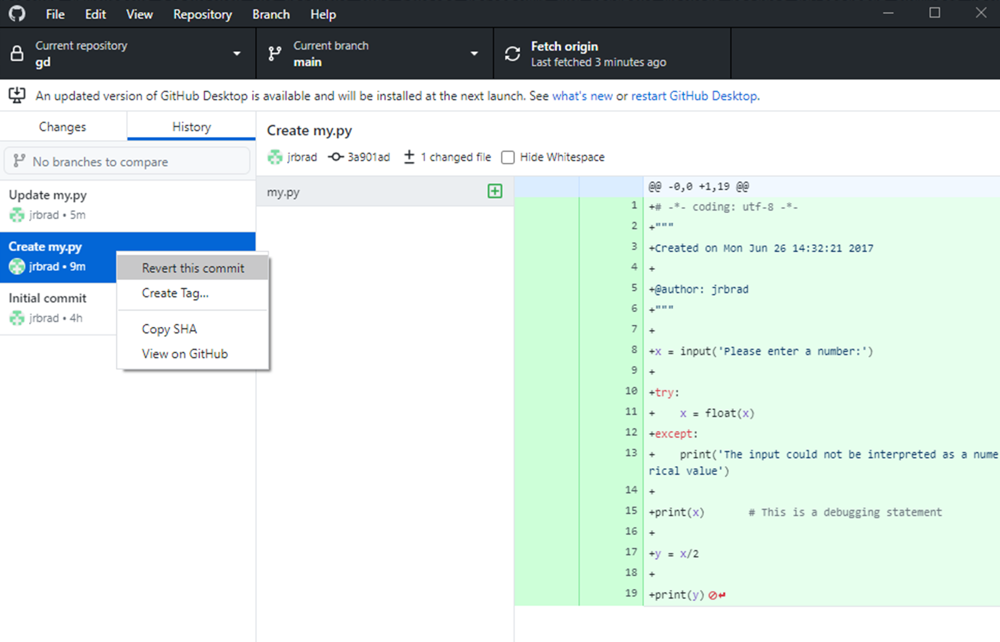 File Edit View Repository Branch Help
Current repository
gd
Current branch
main
Fetch origin
Last fetched 3 minutes ago
An updated version of GitHub Desktop is available and will be installed at the next launch. See what's new or restart GitHub Desktop.
Changes
History
No branches to compare
Update my.py
jrbrad • 5m
Create my.py
jrbrad • 9m
Initial commit
jrbrad • 4h
Revert this commit
Create Tag...
Copy SHA
View on GitHub
Create my.py
jrbrad 3a901ad 1 changed file Hide Whitespace
my.py
@@ -0,0 +1,19 @@
1 +# -*- coding: utf-8 -*-
2 +"""
3 +Created on Mon Jun 26 14:32:21 2017
4 +
5 +@author: jrbrad
6 +"""
7 +
8 +x = input('Please enter a number:')
9 +
10 +try:
11 +    x = float(x)
12 +except:
13 +    print('The input could not be interpreted as a nume
rical value')
14 +
15 +print(x)       # This is a debugging statement
16 +
17 +y = x/2
18 +
19 +print(y)